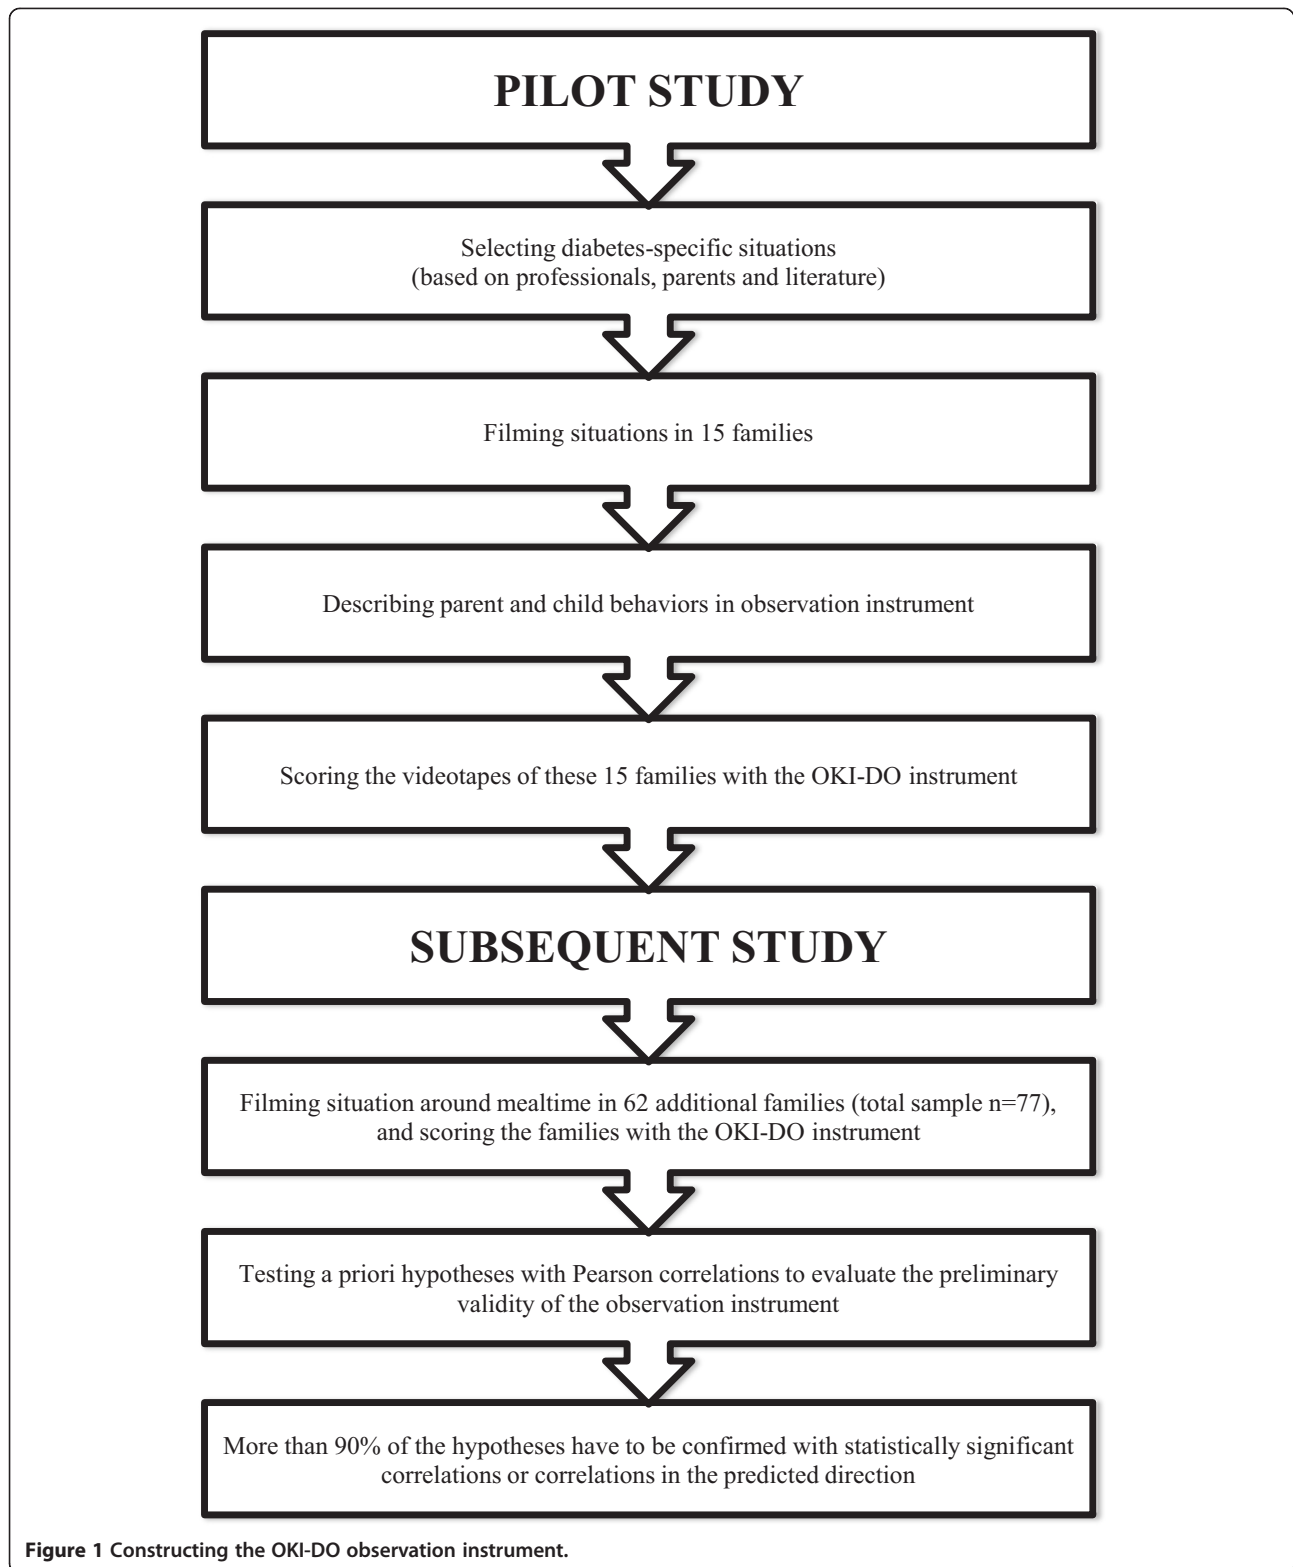 PILOT STUDY
Selecting diabetes-specific situations
(based on professionals, parents and literature)
Filming situations in 15 families
Describing parent and child behaviors in observation instrument
Scoring the videotapes of these 15 families with the OKI-DO instrument
SUBSEQUENT STUDY
Filming situation around mealtime in 62 additional families (total sample n=77),
and scoring the families with the OKI-DO instrument
Testing a priori hypotheses with Pearson correlations to evaluate the preliminary
validity of the observation instrument
More than 90% of the hypotheses have to be confirmed with statistically significant
correlations or correlations in the predicted direction
Figure 1 Constructing the OKI-DO observation instrument.